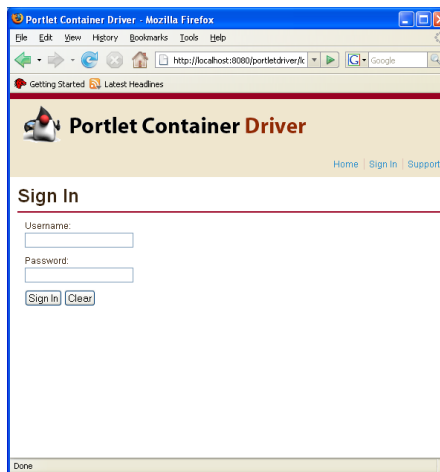 Portlet Container Driver - Mozilla Firefox
File Edit View History Bookmarks Tools Help
http://localhost:8080/portletdriver/lc
G Google
Getting Started Latest Headlines
Portlet Container Driver
Home Sign In Support
Sign In
Username:
Password:
Sign In Clear
Done